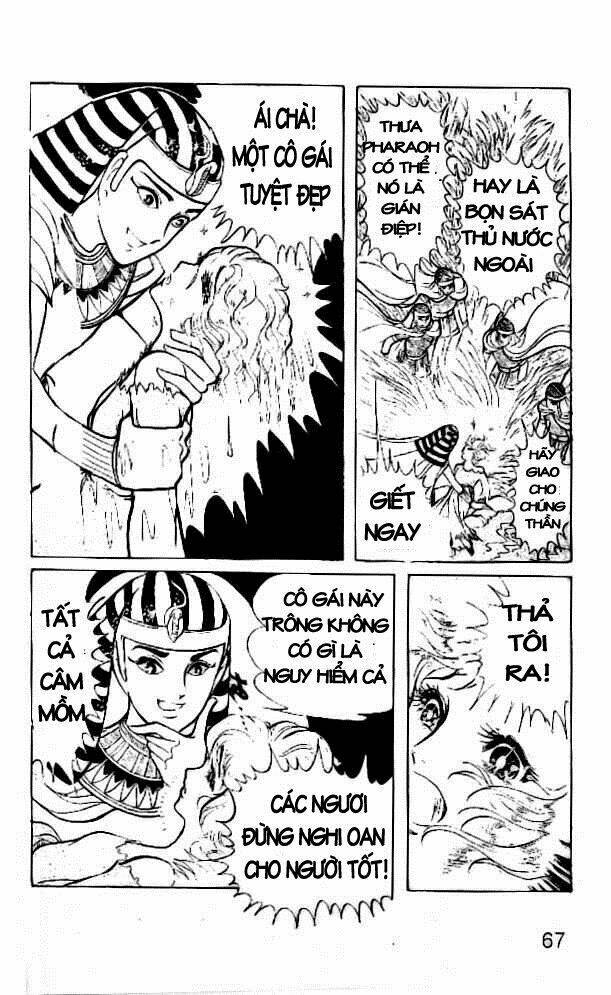 ÁI CHÀ!
MỘT CÔ GÁI
TUYỆT ĐẸP
THƯA
PHARAOH
CÓ THỂ
NÓ LÀ
GIÁN
ĐIỆP!
HAY LÀ
BỌN SÁT
THỦ NƯỚC
NGOÀI
HÃY
GIAO
CHO
CHÚNG
THẦN
GIẾT
NGAY
TẤT
CẢ
CÂM
MỒM
CÔ GÁI NÀY
TRÔNG KHÔNG
CÓ GÌ LÀ
NGUY HIỂM CẢ
CÁC NGƯƠI
ĐỪNG NGHI OAN
CHO NGƯỜI TỐT!
THẢ
TÔI
RA!
67